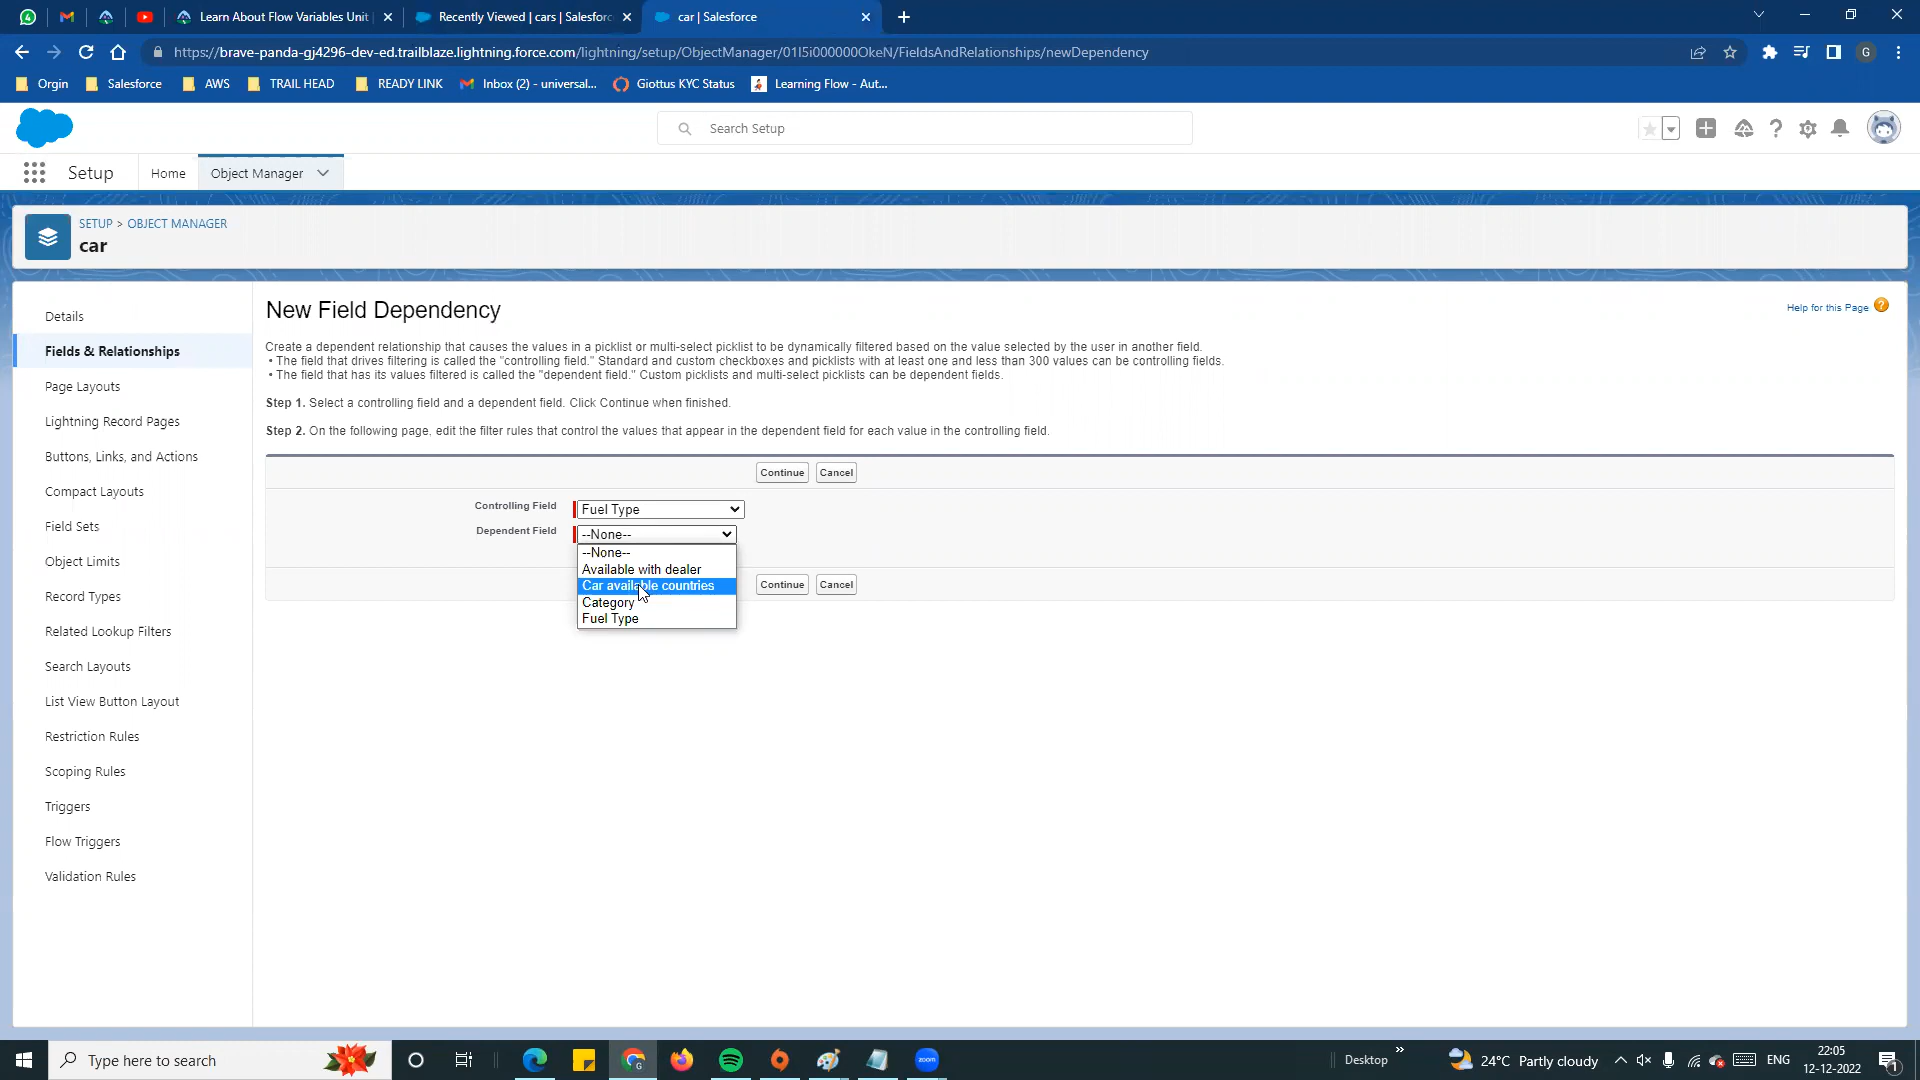 Learn About Flow Variables Unit
Recently Viewed | cars | Salesforc
car | Salesforce
https://brave-panda-gj4296-dev-ed.trailblaze.lightning.force.com/lightning/setup/ObjectManager/01I5i000000OkeN/FieldsAndRelationships/newDependency
G
Orgin
Salesforce
AWS
TRAIL HEAD
READY LINK
Inbox (2) - universal...
Giottus KYC Status
Learning Flow - Aut...
Search Setup
Setup
Home
Object Manager
SETUP > OBJECT MANAGER
car
Details
Fields & Relationships
Page Layouts
Lightning Record Pages
Buttons, Links, and Actions
Compact Layouts
Field Sets
Object Limits
Record Types
Related Lookup Filters
Search Layouts
List View Button Layout
Restriction Rules
Scoping Rules
Triggers
Flow Triggers
Validation Rules
New Field Dependency
Help for this Page
Create a dependent relationship that causes the values in a picklist or multi-select picklist to be dynamically filtered based on the value selected by the user in another field.
• The field that drives filtering is called the "controlling field." Standard and custom checkboxes and picklists with at least one and less than 300 values can be controlling fields.
• The field that has its values filtered is called the "dependent field." Custom picklists and multi-select picklists can be dependent fields.
Step 1. Select a controlling field and a dependent field. Click Continue when finished.
Step 2. On the following page, edit the filter rules that control the values that appear in the dependent field for each value in the controlling field.
Continue Cancel
Controlling Field Fuel Type
Dependent Field --None--
--None--
Available with dealer
Car available countries
Category
Fuel Type
Continue Cancel
Type here to search
zoom
Desktop
24°C Partly cloudy
ENG
22:05
12-12-2022
1